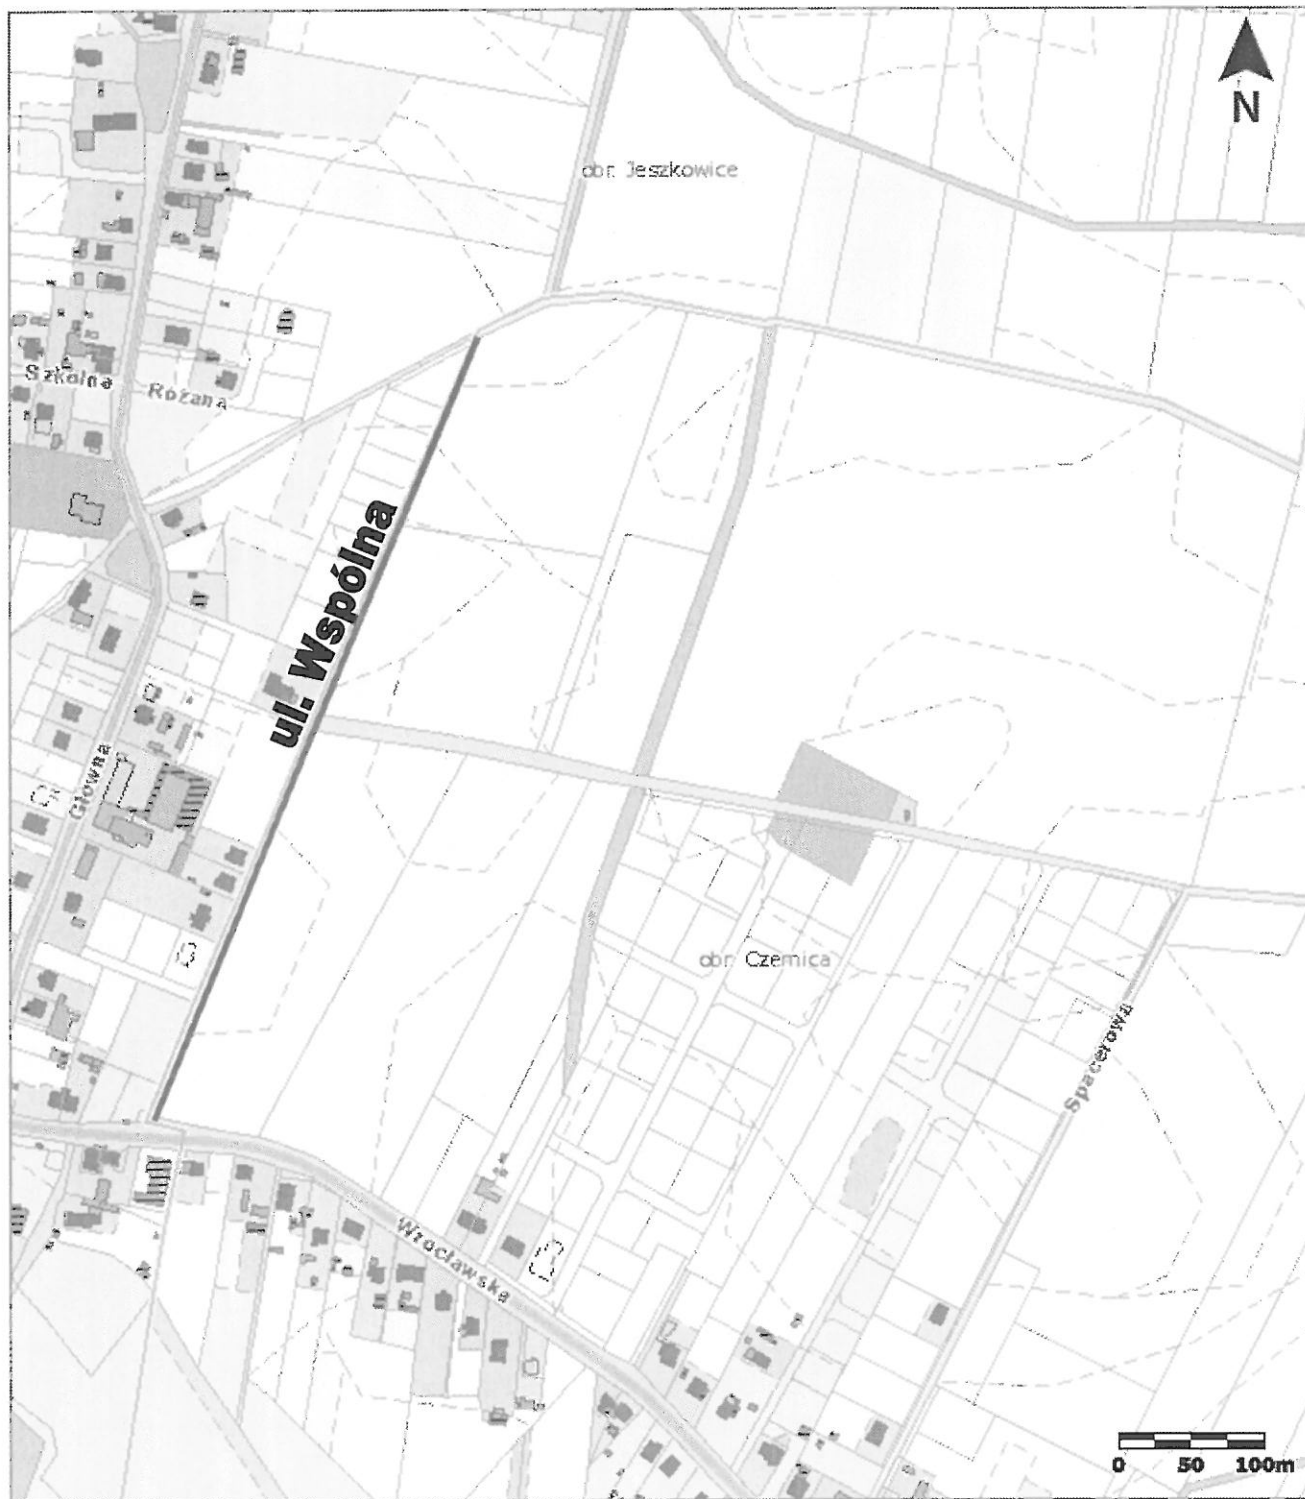 N
obr. Jeszkowice
Szkolna
Różana
ul. Wspólna
Główna
obr. Czernica
Spacerowa
Wrocławska
0 50 100m